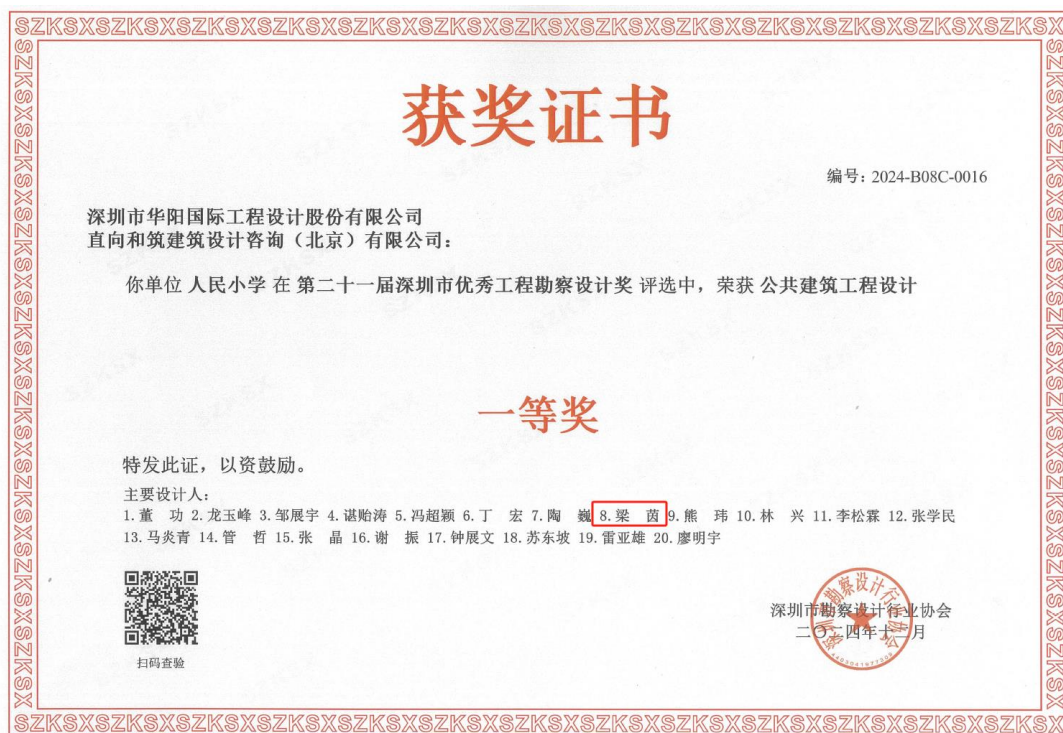 SZKSXSZKSXSZKSXSZKSXSZKSXSZKSXSZKSXSZKSXSZKSXSZKSXSZKSXSZKSX
获奖证书
编号：2024-B08C-0016
深圳市华阳国际工程设计股份有限公司
直向和筑建筑设计咨询（北京）有限公司：
你单位 人民小学 在 第二十一届深圳市优秀工程勘察设计奖 评选中，荣获 公共建筑工程设计
一等奖
特发此证，以资鼓励。
主要设计人：
1.董　功 2.龙玉峰 3.邹展宇 4.谌贻涛 5.冯超颖 6.丁　宏 7.陶　巍 8.梁　茵 9.熊　玮 10.林　兴 11.李松霖 12.张学民
13.马炎青 14.管　哲 15.张　晶 16.谢　振 17.钟展文 18.苏东坡 19.雷亚雄 20.廖明宇
深圳市勘察设计行业协会
二〇二四年十二月
扫码查验
SZKSXSZKSXSZKSXSZKSXSZKSXSZKSXSZKSXSZKSXSZKSXSZKSXSZKSXSZKSX